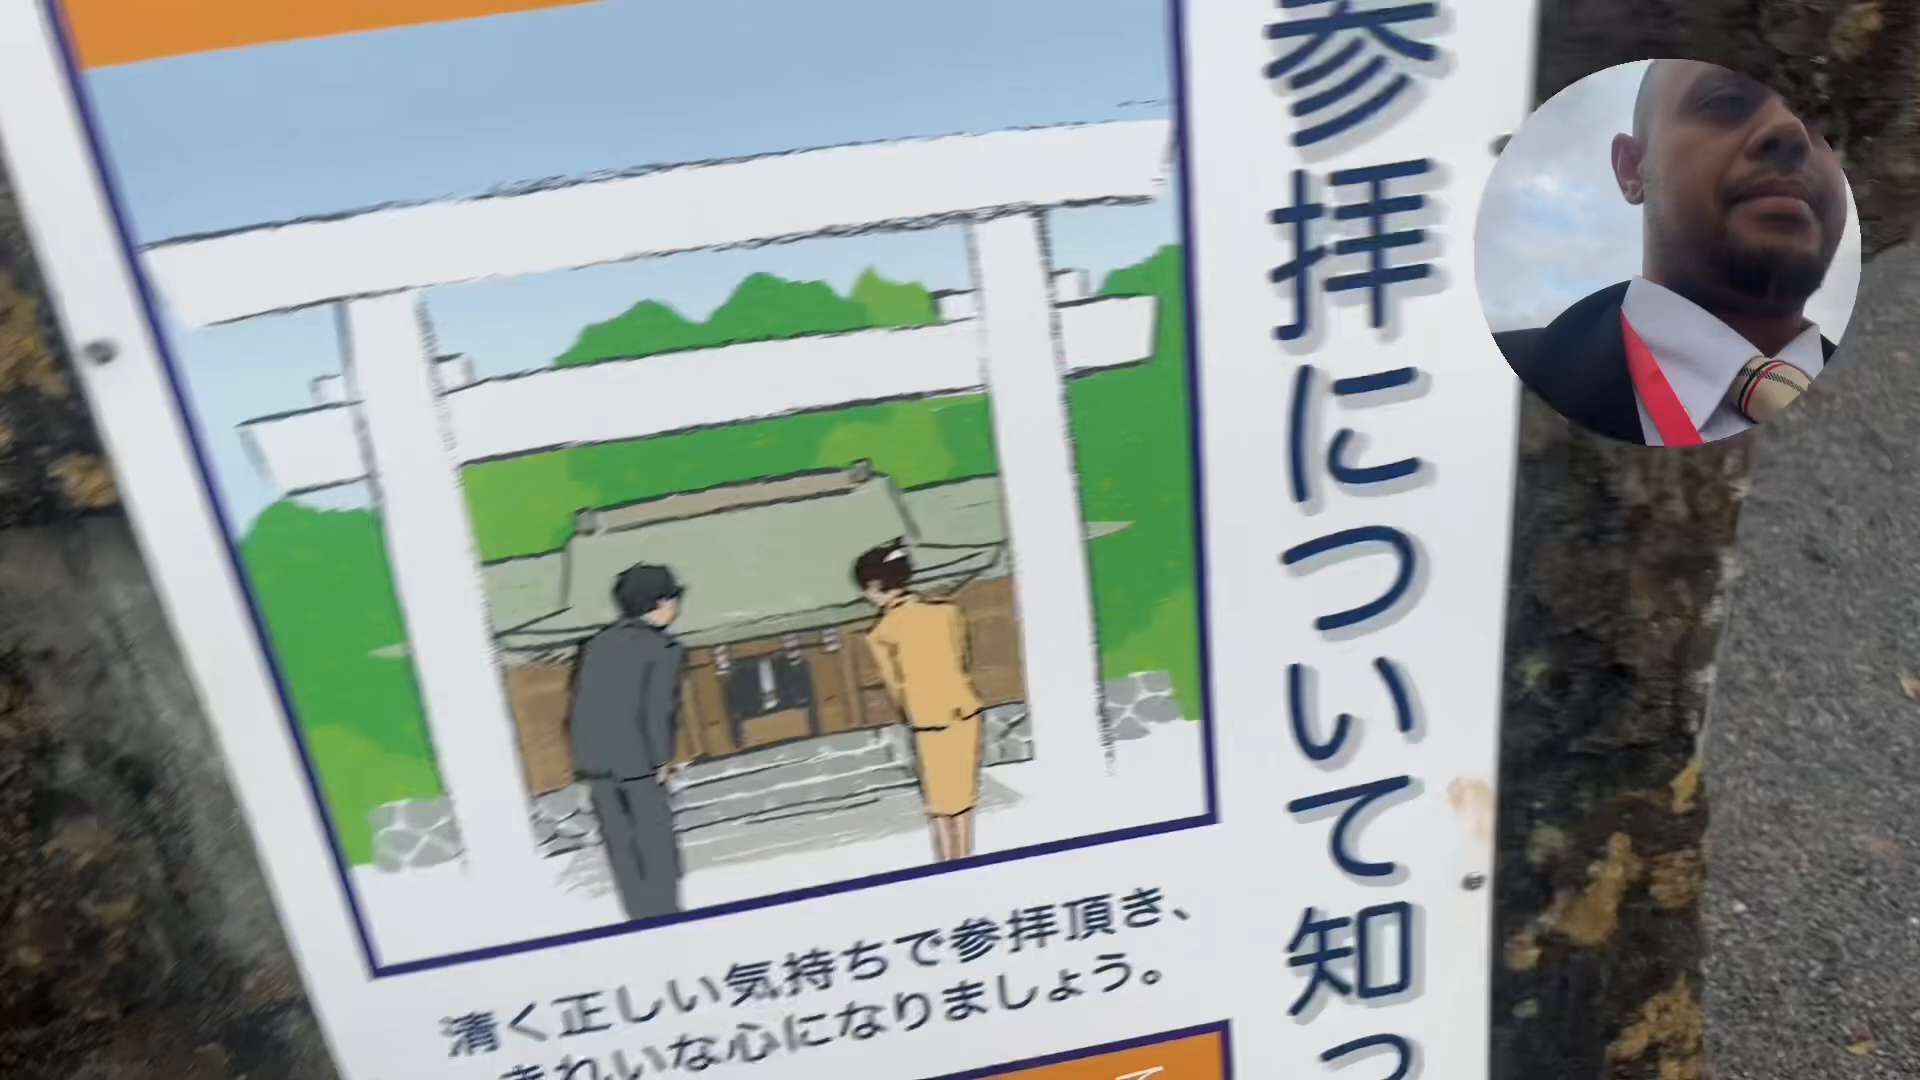 参拝について知っ
清く正しい気持ちで参拝頂き、
きれいな心になりましょう。
て